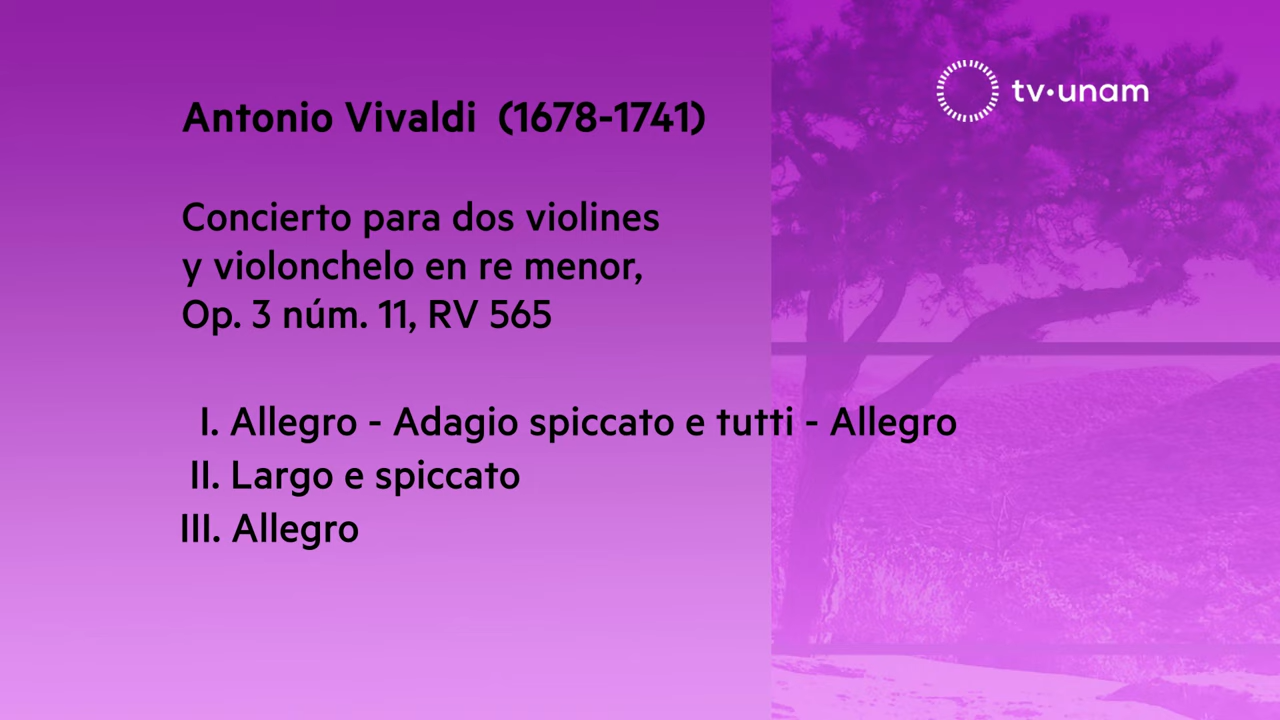 Antonio Vivaldi (1678-1741)
tv·unam
Concierto para dos violines
y violonchelo en re menor,
Op. 3 núm. 11, RV 565
I. Allegro - Adagio spiccato e tutti - Allegro
II. Largo e spiccato
III. Allegro